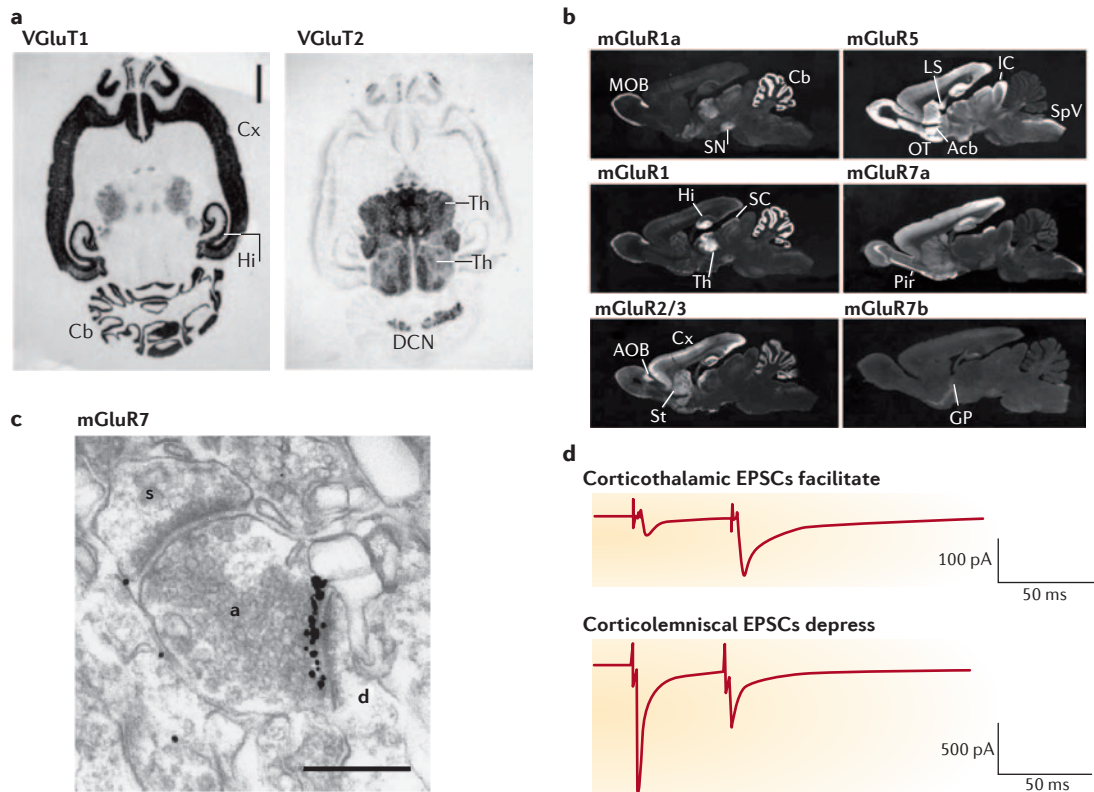 a
VGluT1
Cx
Hi
Cb
VGluT2
Th
Th
DCN
b
mGluR1a
MOB
Cb
SN
mGluR5
LS
IC
SpV
OT
Acb
mGluR1
Hi
SC
Th
mGluR7a
Pir
mGluR2/3
AOB
Cx
St
mGluR7b
GP
c
mGluR7
s
a
d
d
Corticothalamic EPSCs facilitate
100 pA
50 ms
Corticolemniscal EPSCs depress
500 pA
50 ms